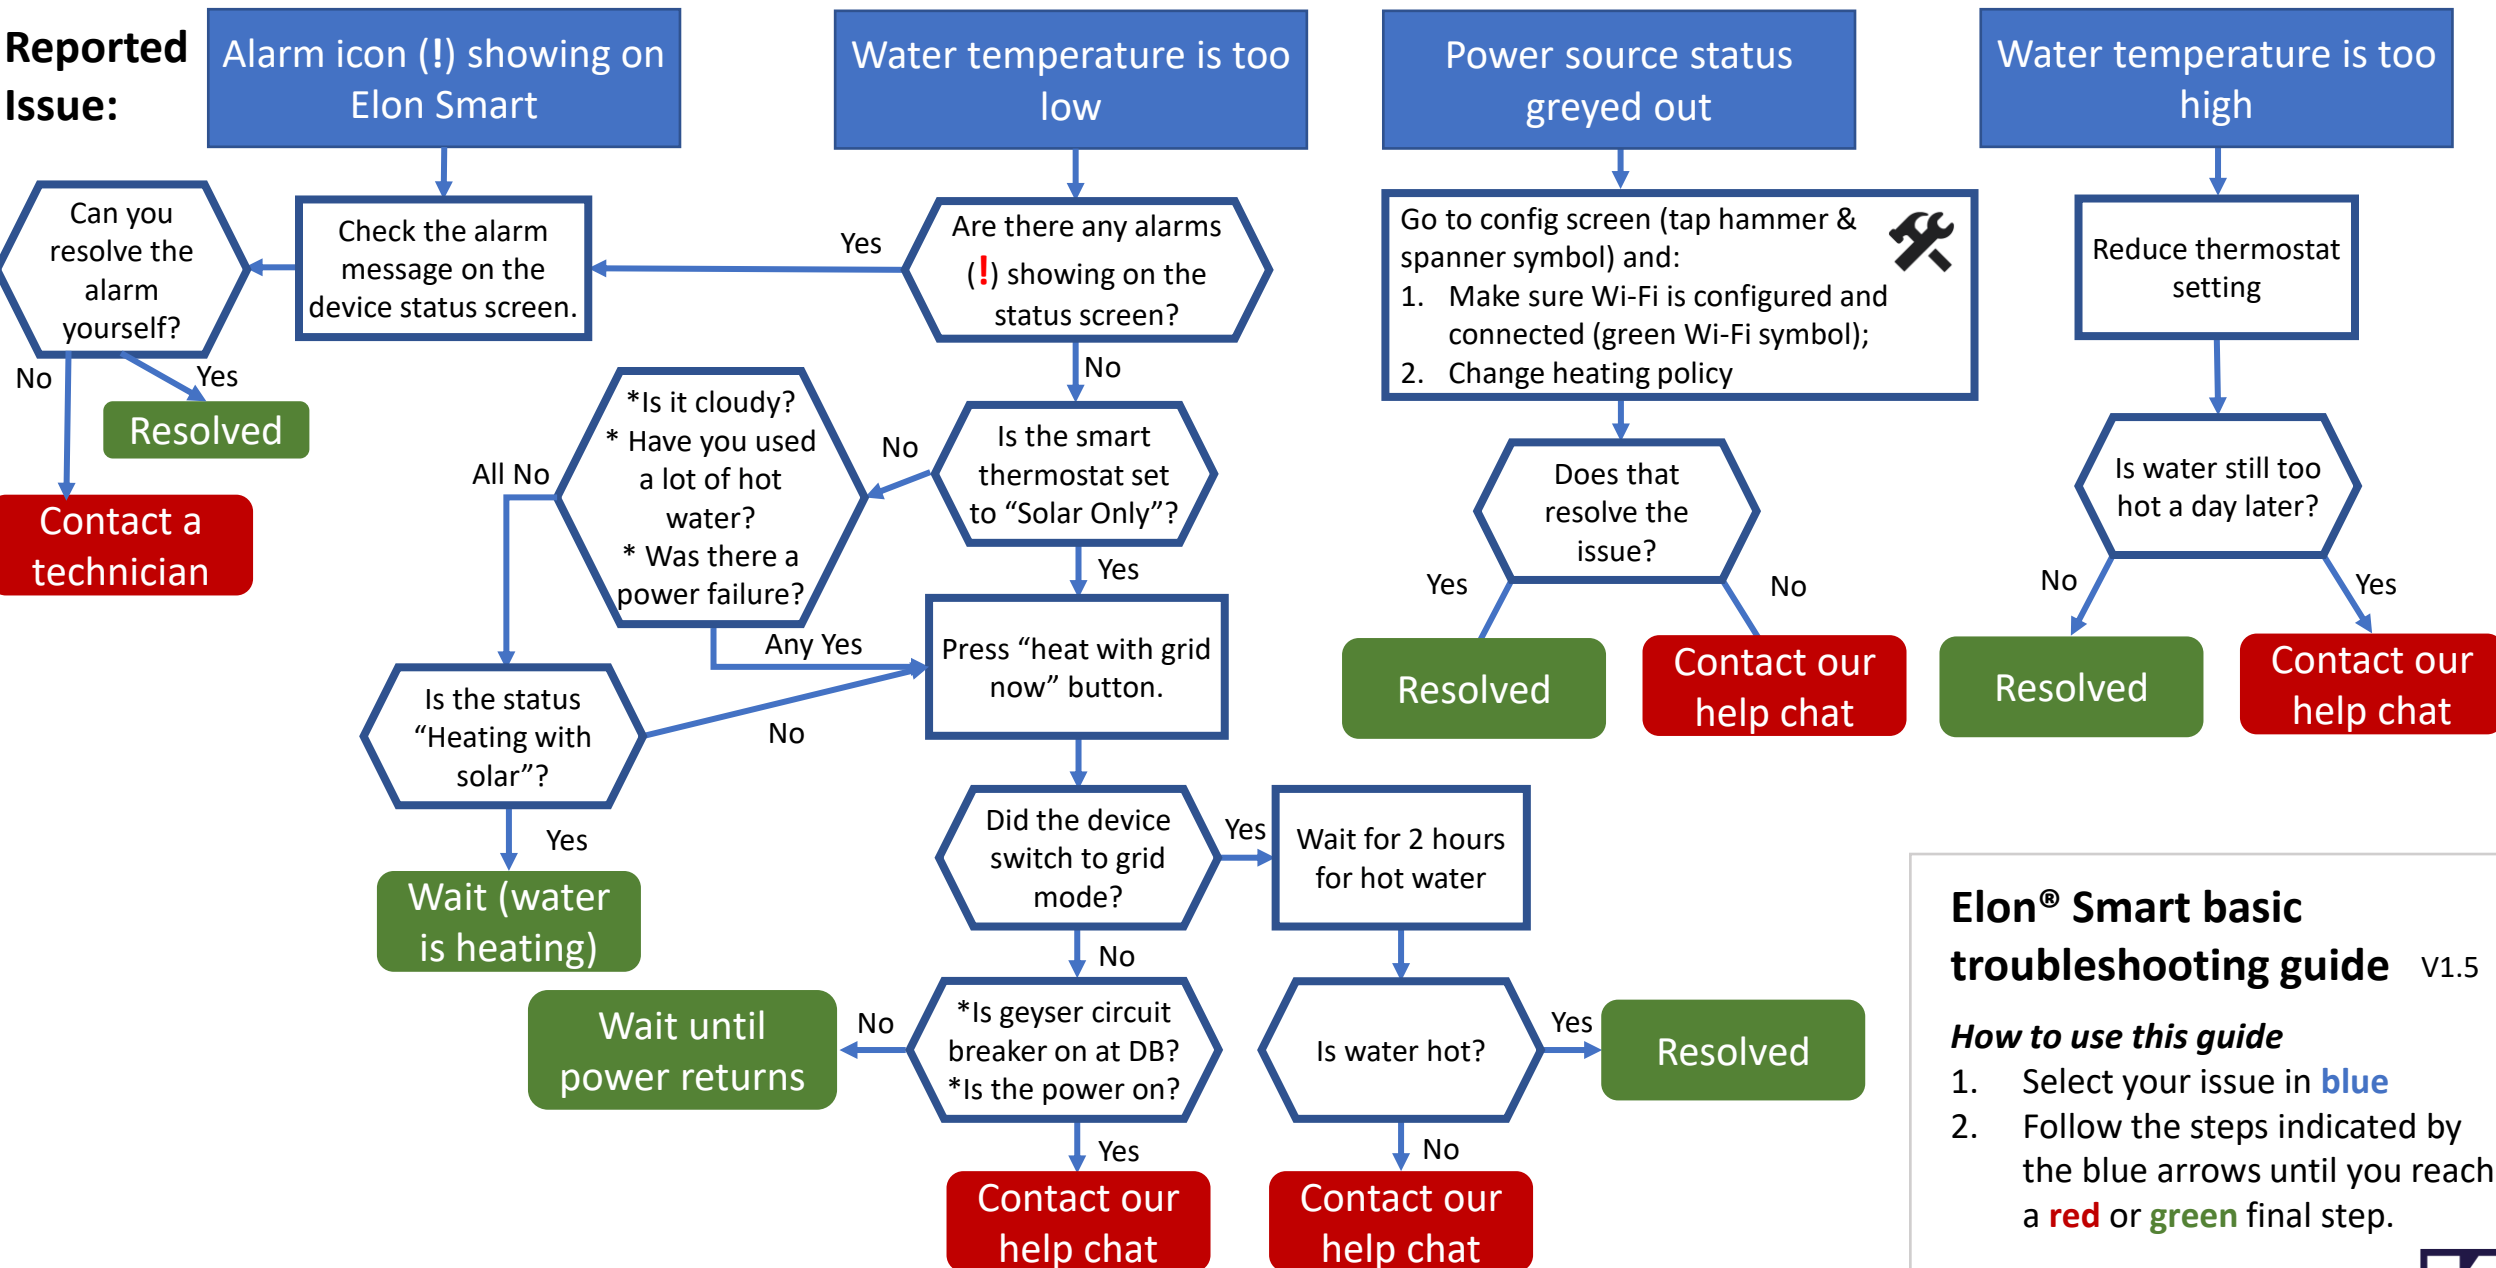 Reported
Issue:
Alarm icon (!) showing on
Elon Smart
Water temperature is too
low
Power source status
greyed out
Water temperature is too
high
Can you
resolve the
alarm
yourself?
Check the alarm
message on the
device status screen.
Yes
Are there any alarms
(!) showing on the
status screen?
Go to config screen (tap hammer &
spanner symbol) and:
1. Make sure Wi-Fi is configured and
connected (green Wi-Fi symbol);
2. Change heating policy
Reduce thermostat
setting
No
Yes
Resolved
Contact a
technician
No
*Is it cloudy?
* Have you used
a lot of hot
water?
* Was there a
power failure?
No
Is the smart
thermostat set
to “Solar Only”?
All No
Any Yes
Yes
Does that
resolve the
issue?
Yes
No
Resolved
Contact our
help chat
Is water still too
hot a day later?
No
Yes
Resolved
Contact our
help chat
Is the status
“Heating with
solar”?
No
Press “heat with grid
now” button.
Yes
Wait (water
is heating)
Did the device
switch to grid
mode?
Yes
Wait for 2 hours
for hot water
No
Wait until
power returns
No
*Is geyser circuit
breaker on at DB?
*Is the power on?
Is water hot?
Yes
Resolved
Yes
No
Contact our
help chat
Contact our
help chat
Elon® Smart basic
troubleshooting guide V1.5
How to use this guide
1. Select your issue in blue
2. Follow the steps indicated by
the blue arrows until you reach
a red or green final step.